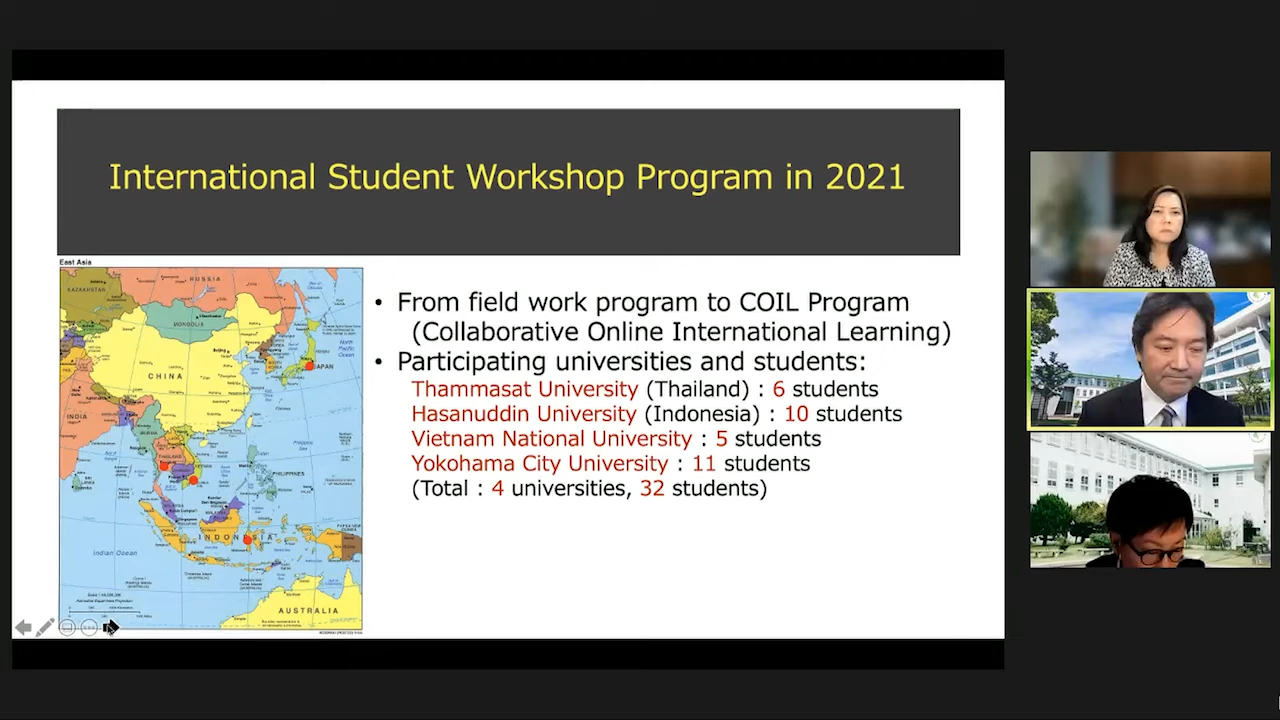 International Student Workshop Program in 2021
East Asia
RUSSIA
KAZAKHSTAN
MONGOLIA
North
Pacific
Ocean
JAPAN
CHINA
INDIA
BURMA
THAILAND
PHILIPPINES
INDONESIA
Indian Ocean
AUSTRALIA
• From field work program to COIL Program
(Collaborative Online International Learning)
• Participating universities and students:
Thammasat University (Thailand) : 6 students
Hasanuddin University (Indonesia) : 10 students
Vietnam National University : 5 students
Yokohama City University : 11 students
(Total : 4 universities, 32 students)